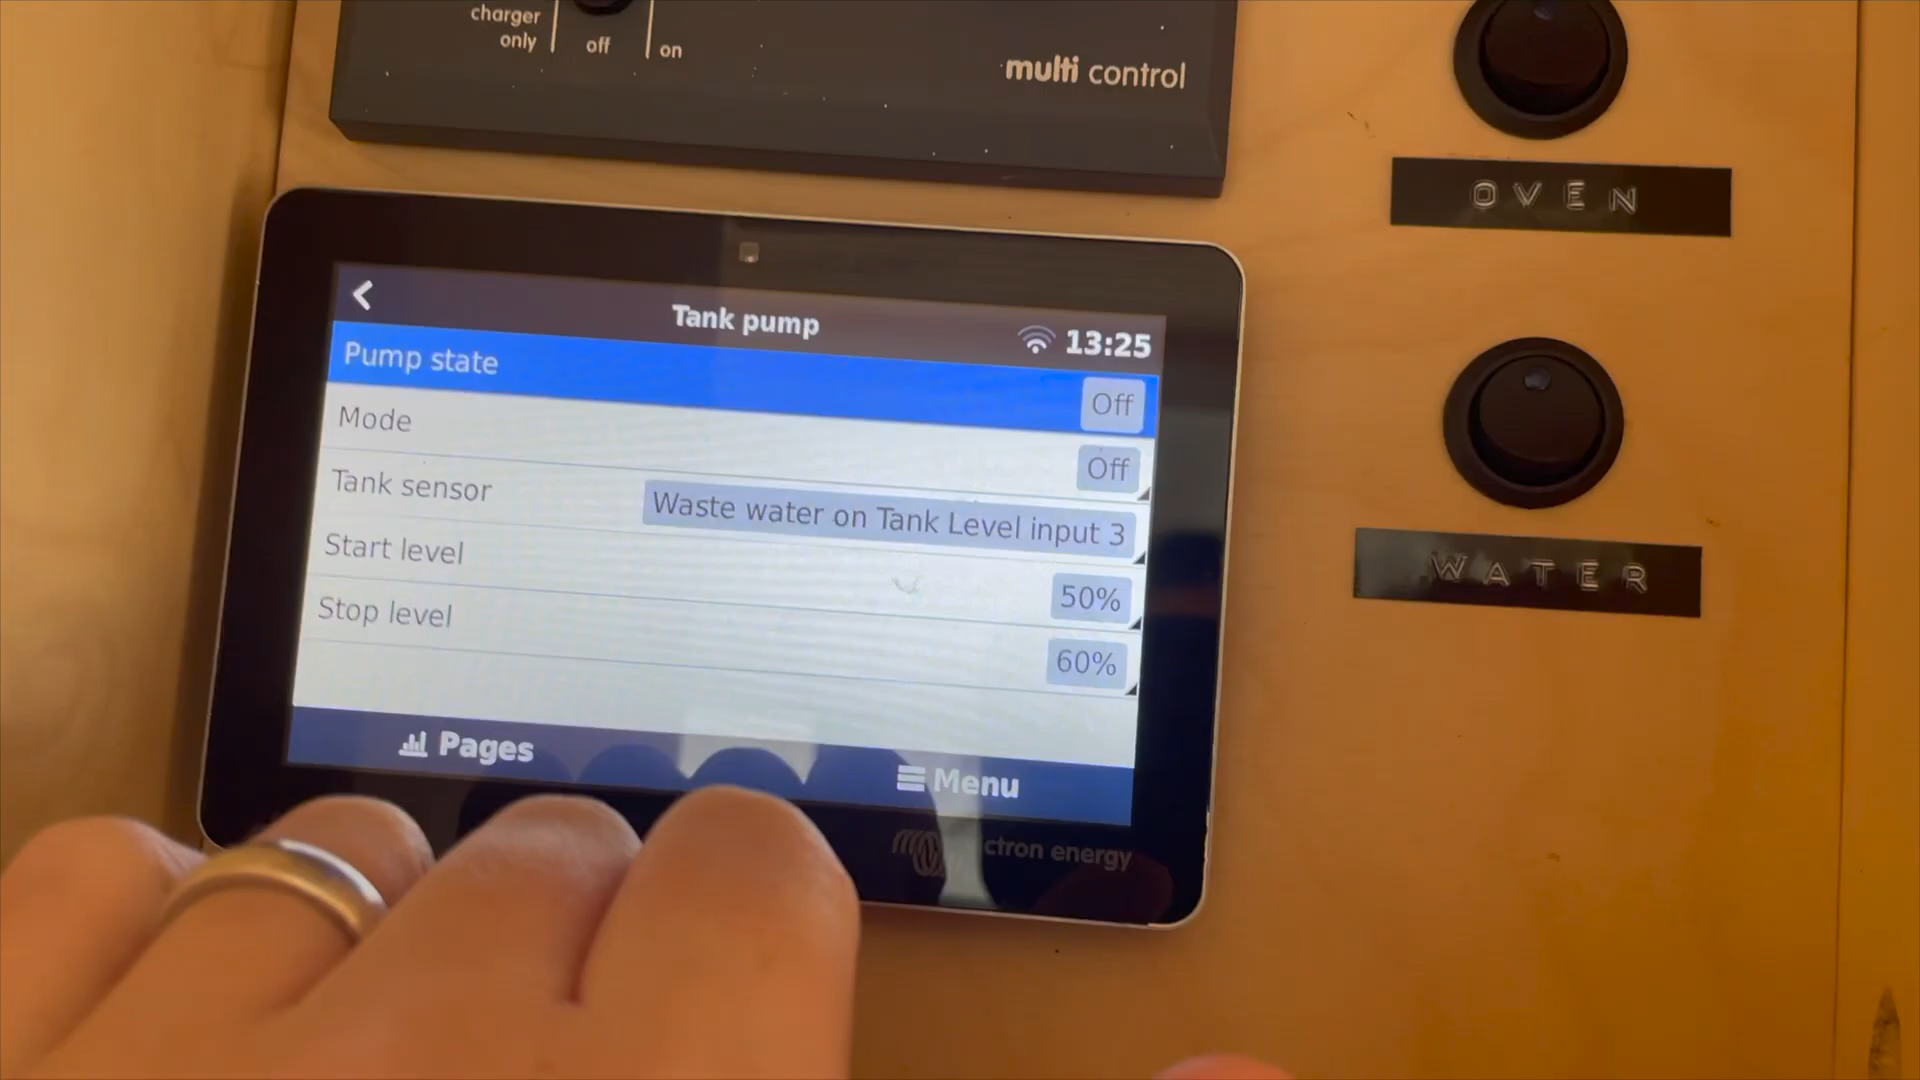 charger
only
off
on
multi control
OVEN
Tank pump
13:25
Pump state
Off
Mode
Off
Tank sensor
Waste water on Tank Level input 3
Start level
50%
Stop level
60%
WATER
Pages
Menu
ctron energy